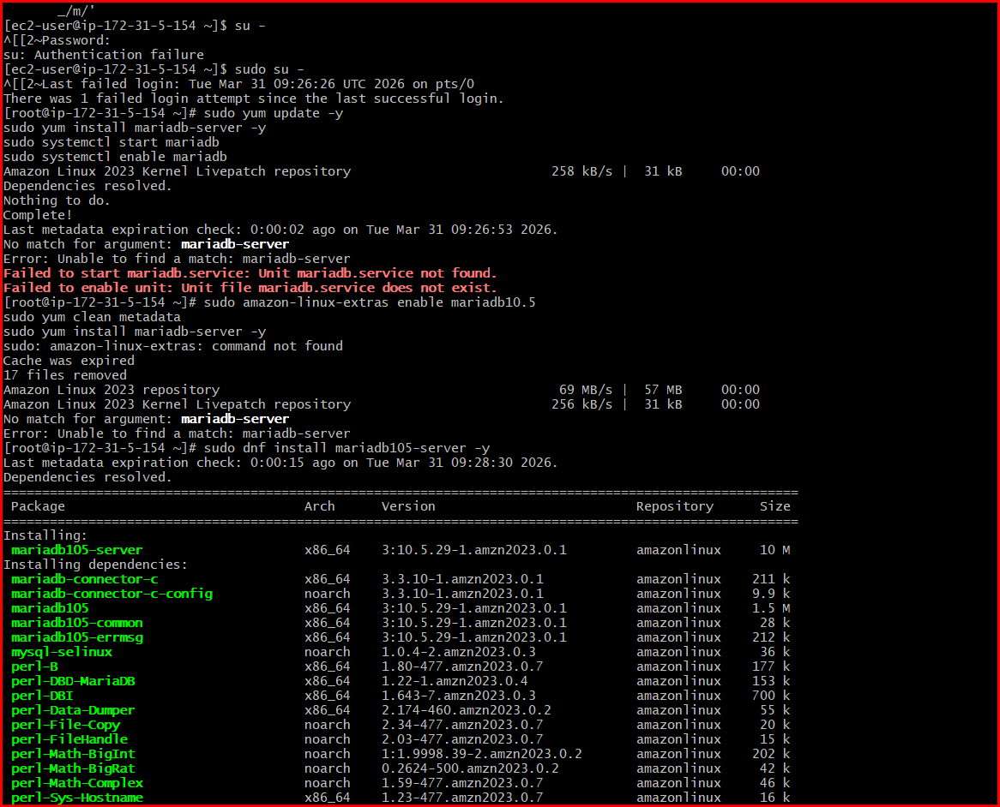 _/m/'
[ec2-user@ip-172-31-5-154 ~]$ su -
^[[2~Password:
su: Authentication failure
[ec2-user@ip-172-31-5-154 ~]$ sudo su -
^[[2~Last failed login: Tue Mar 31 09:26:26 UTC 2026 on pts/0
There was 1 failed login attempt since the last successful login.
[root@ip-172-31-5-154 ~]# sudo yum update -y
sudo yum install mariadb-server -y
sudo systemctl start mariadb
sudo systemctl enable mariadb
Amazon Linux 2023 Kernel Livepatch repository 258 kB/s | 31 kB 00:00
Dependencies resolved.
Nothing to do.
Complete!
Last metadata expiration check: 0:00:02 ago on Tue Mar 31 09:26:53 2026.
No match for argument: mariadb-server
Error: Unable to find a match: mariadb-server
Failed to start mariadb.service: Unit mariadb.service not found.
Failed to enable unit: Unit file mariadb.service does not exist.
[root@ip-172-31-5-154 ~]# sudo amazon-linux-extras enable mariadb10.5
sudo yum clean metadata
sudo yum install mariadb-server -y
sudo: amazon-linux-extras: command not found
Cache was expired
17 files removed
Amazon Linux 2023 repository 69 MB/s | 57 MB 00:00
Amazon Linux 2023 Kernel Livepatch repository 256 kB/s | 31 kB 00:00
No match for argument: mariadb-server
Error: Unable to find a match: mariadb-server
[root@ip-172-31-5-154 ~]# sudo dnf install mariadb105-server -y
Last metadata expiration check: 0:00:15 ago on Tue Mar 31 09:28:30 2026.
Dependencies resolved.
=======================================================================================================
Package Arch Version Repository Size
=======================================================================================================
Installing:
mariadb105-server x86_64 3:10.5.29-1.amzn2023.0.1 amazonlinux 10 M
Installing dependencies:
mariadb-connector-c x86_64 3.3.10-1.amzn2023.0.1 amazonlinux 211 k
mariadb-connector-c-config noarch 3.3.10-1.amzn2023.0.1 amazonlinux 9.9 k
mariadb105 x86_64 3:10.5.29-1.amzn2023.0.1 amazonlinux 1.5 M
mariadb105-common x86_64 3:10.5.29-1.amzn2023.0.1 amazonlinux 28 k
mariadb105-errmsg x86_64 3:10.5.29-1.amzn2023.0.1 amazonlinux 212 k
mysql-selinux noarch 1.0.4-2.amzn2023.0.3 amazonlinux 36 k
perl-B x86_64 1.80-477.amzn2023.0.7 amazonlinux 177 k
perl-DBD-MariaDB x86_64 1.22-1.amzn2023.0.4 amazonlinux 153 k
perl-DBI x86_64 1.643-7.amzn2023.0.3 amazonlinux 700 k
perl-Data-Dumper x86_64 2.174-460.amzn2023.0.2 amazonlinux 55 k
perl-File-Copy noarch 2.34-477.amzn2023.0.7 amazonlinux 20 k
perl-FileHandle noarch 2.03-477.amzn2023.0.7 amazonlinux 15 k
perl-Math-BigInt noarch 1:1.9998.39-2.amzn2023.0.2 amazonlinux 202 k
perl-Math-BigRat noarch 0.2624-500.amzn2023.0.2 amazonlinux 42 k
perl-Math-Complex noarch 1.59-477.amzn2023.0.7 amazonlinux 46 k
perl-Sys-Hostname x86_64 1.23-477.amzn2023.0.7 amazonlinux 16 k